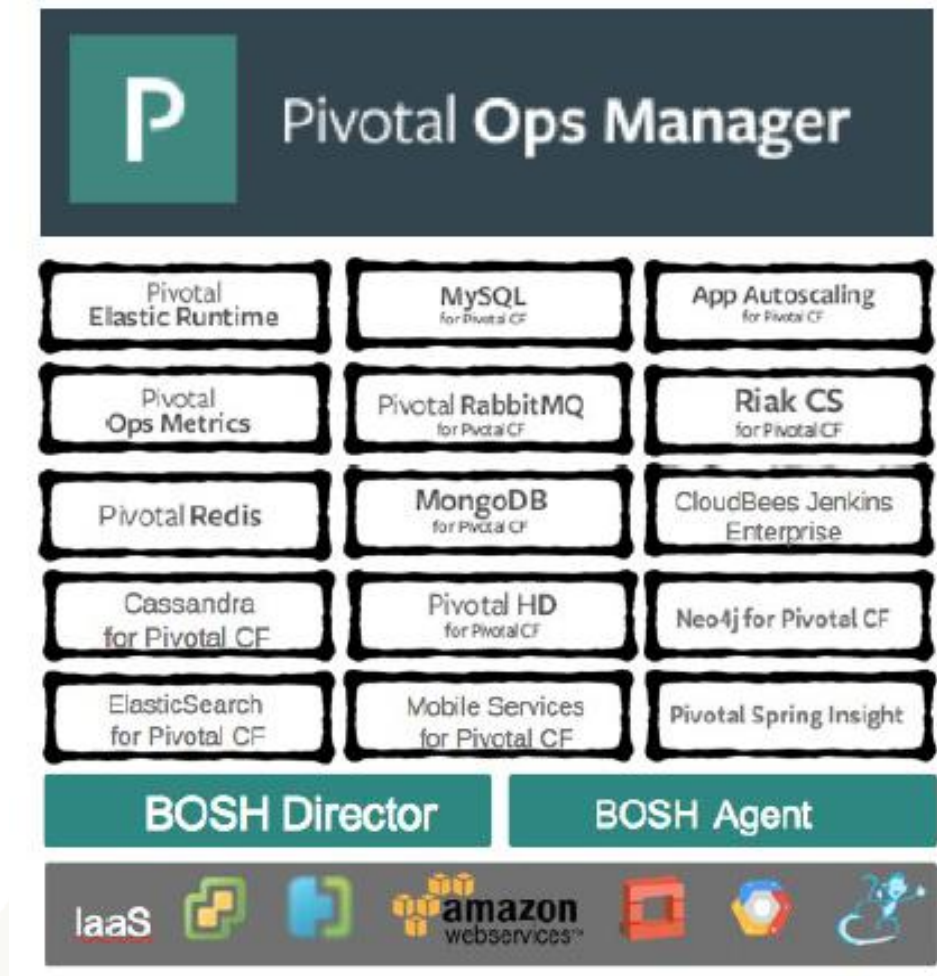 P
Pivotal Ops Manager
Pivotal
Elastic Runtime
MySQL
for Pivotal CF
App Autoscaling
for Pivotal CF
Pivotal
Ops Metrics
Pivotal RabbitMQ
for Pivotal CF
Riak CS
for Pivotal CF
Pivotal Redis
MongoDB
for Pivotal CF
CloudBees Jenkins
Enterprise
Cassandra
for Pivotal CF
Pivotal HD
for Pivotal CF
Neo4j for Pivotal CF
ElasticSearch
for Pivotal CF
Mobile Services
for Pivotal CF
Pivotal Spring Insight
BOSH Director
BOSH Agent
IaaS
amazon
webservices™